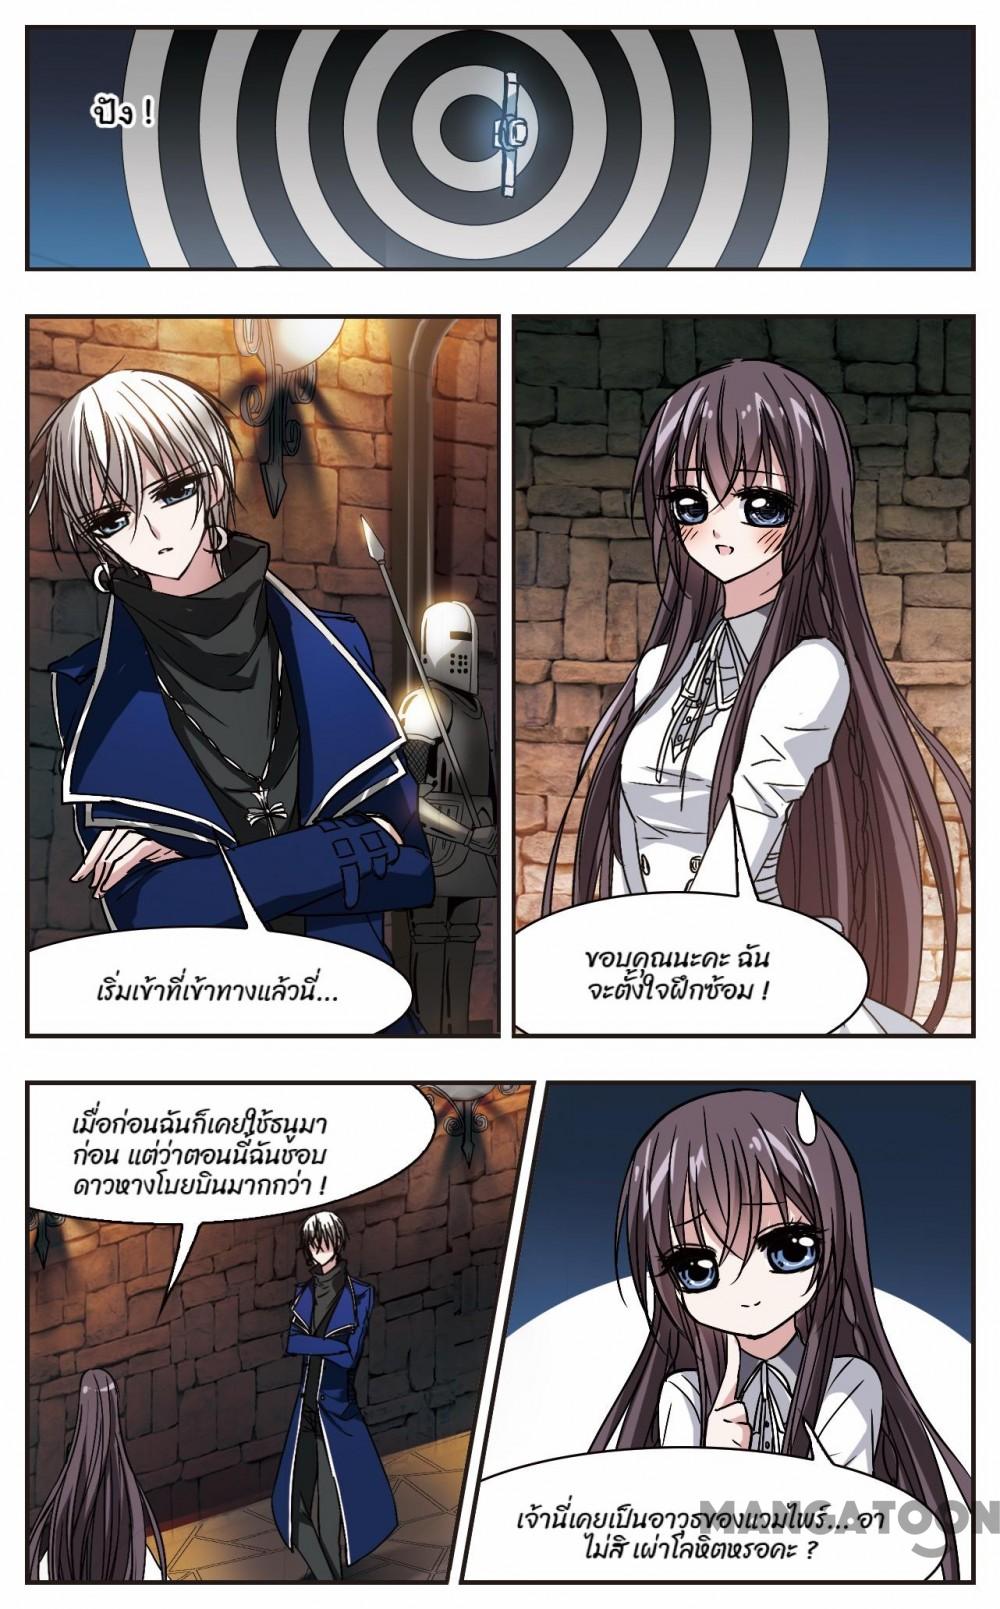 ปัง !
เริ่มเข้าที่เข้าทางแล้วนี่...
ขอบคุณนะคะ ฉัน
จะตั้งใจฝึกซ้อม !
เมื่อก่อนฉันก็เคยใช้ธนูมา
ก่อน แต่ว่าตอนนี้ฉันชอบ
ดาวหางโบยบินมากกว่า !
เจ้านี่เคยเป็นอาวุธของแวมไพร์... อา
ไม่สิ เผ่าโลหิตหรอคะ ?
MANGATOON